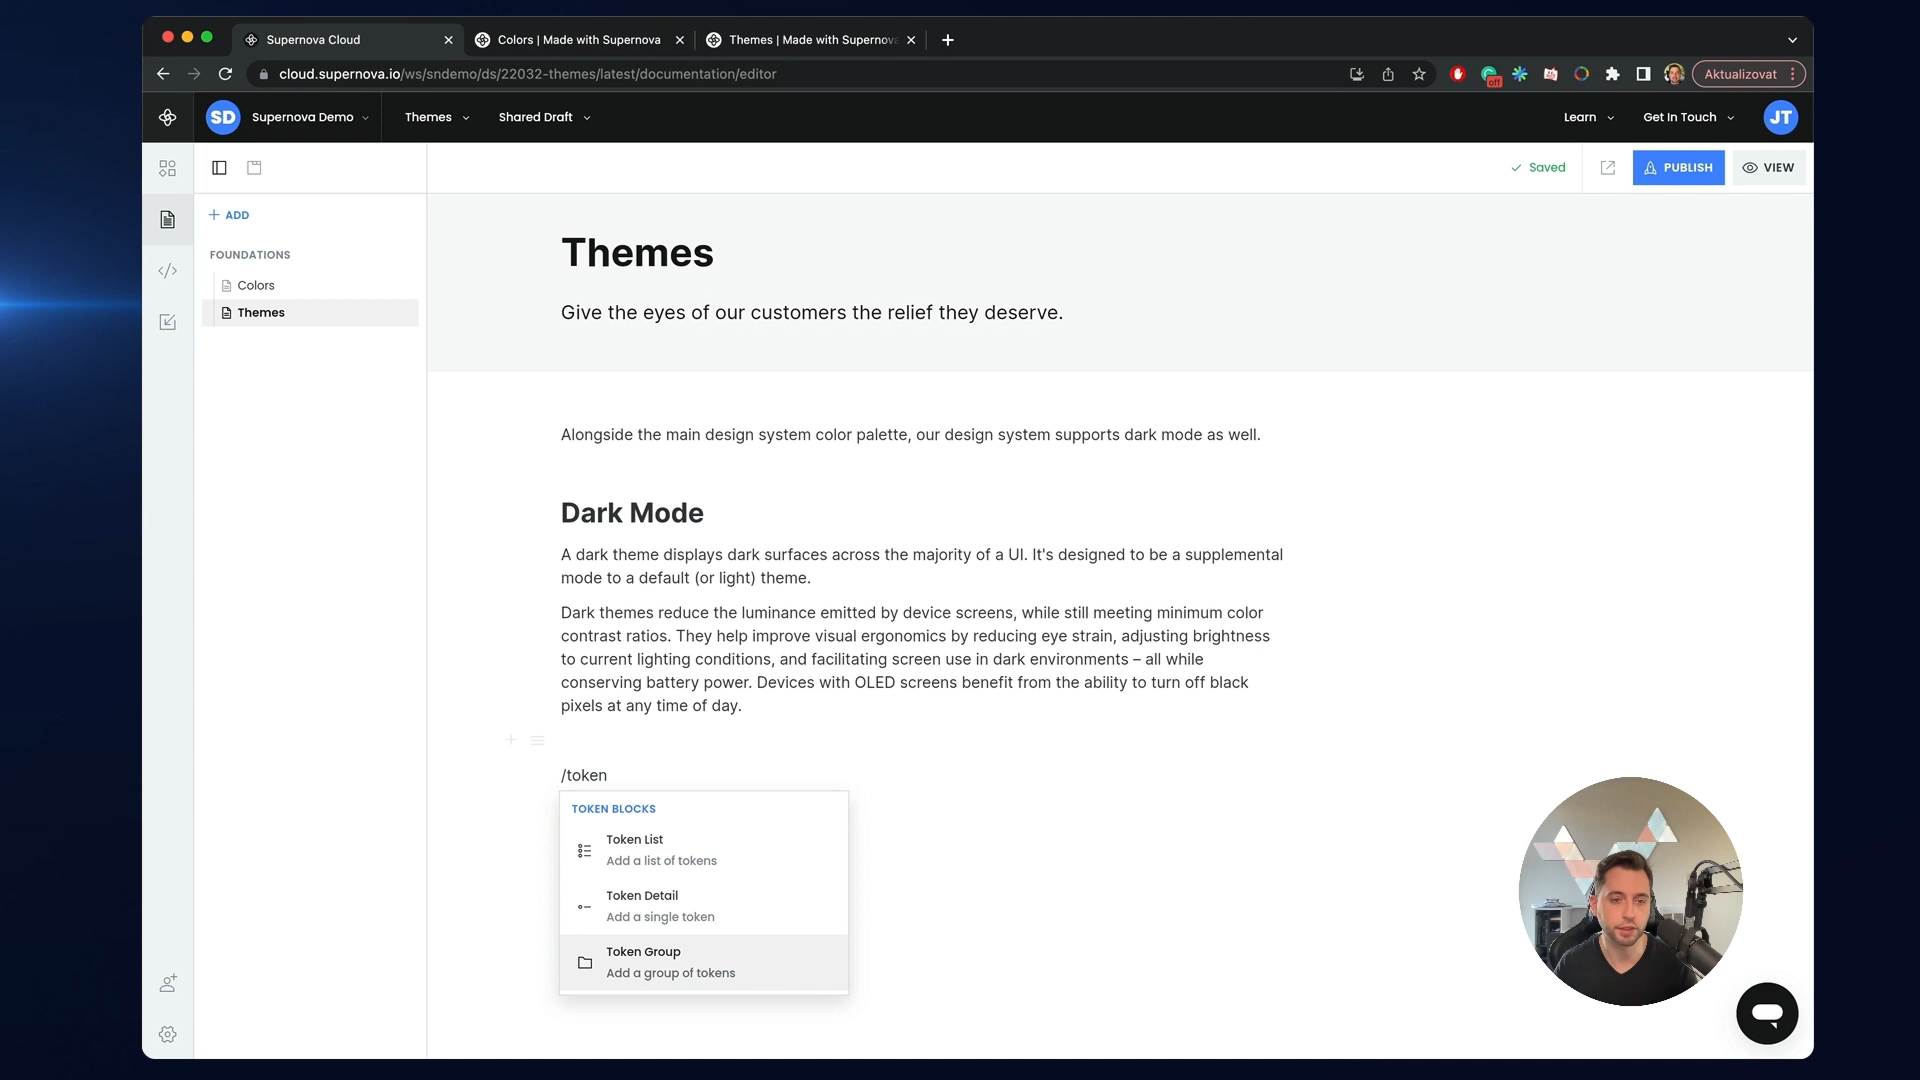 Supernova Cloud
Colors | Made with Supernova
Themes | Made with Supernova
cloud.supernova.io/ws/sndemo/ds/22032-themes/latest/documentation/editor
off
Aktualizovat
SD
Supernova Demo
Themes
Shared Draft
Learn
Get In Touch
JT
Saved
PUBLISH
VIEW
+ ADD
FOUNDATIONS
Colors
Themes
Themes
Give the eyes of our customers the relief they deserve.
Alongside the main design system color palette, our design system supports dark mode as well.
Dark Mode
A dark theme displays dark surfaces across the majority of a UI. It's designed to be a supplemental
mode to a default (or light) theme.
Dark themes reduce the luminance emitted by device screens, while still meeting minimum color
contrast ratios. They help improve visual ergonomics by reducing eye strain, adjusting brightness
to current lighting conditions, and facilitating screen use in dark environments – all while
conserving battery power. Devices with OLED screens benefit from the ability to turn off black
pixels at any time of day.
/token
TOKEN BLOCKS
Token List
Add a list of tokens
Token Detail
Add a single token
Token Group
Add a group of tokens